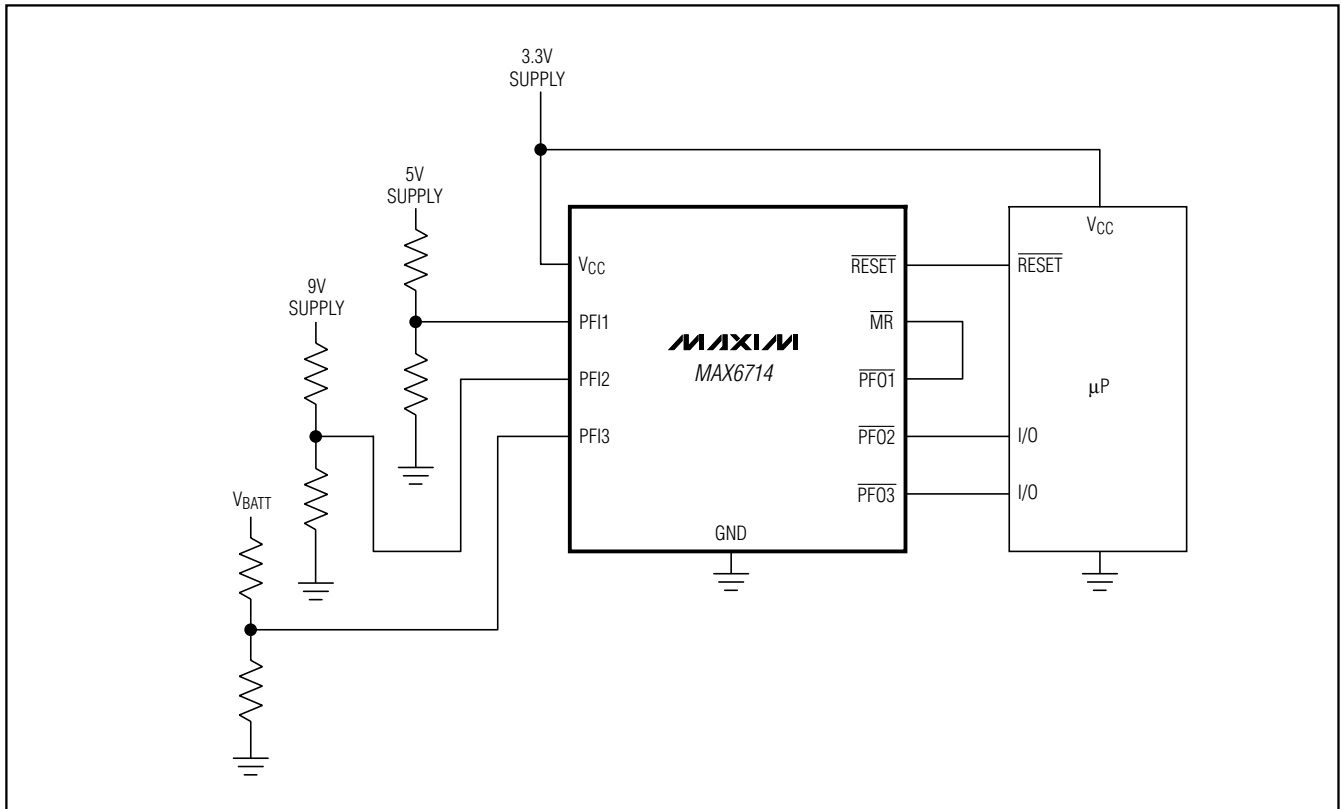 3.3V
SUPPLY
5V
SUPPLY
9V
SUPPLY
VBATT
VCC
PFI1
PFI2
PFI3
MAXIM
MAX6714
GND
RESET
MR
PFO1
PFO2
PFO3
VCC
RESET
μP
I/O
I/O